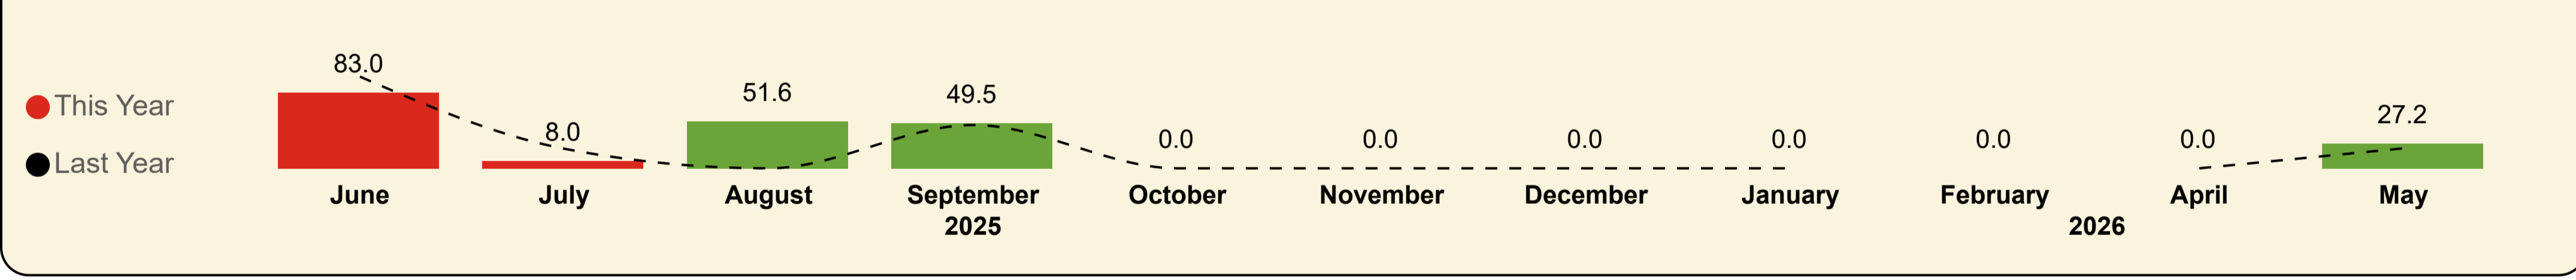 83.0
8.0
51.6
49.5
0.0
0.0
0.0
0.0
0.0
0.0
27.2
This Year
Last Year
June
July
August
September
October
November
December
January
February
April
May
2025
2026